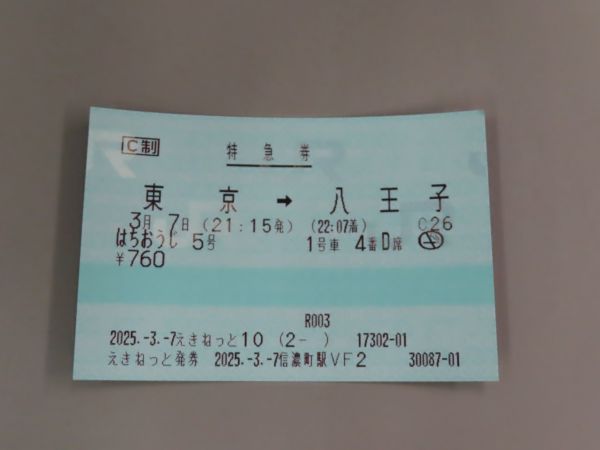 C制
特急券
東京 → 八王子
3月 7日 (21:15発) (22:07着) C26
はちおうじ 5号 1号車 4番D席
¥760
R003
2025.-3.-7えきねっと10 (2- ) 17302-01
えきねっと発券 2025.-3.-7信濃町駅VF2 30087-01